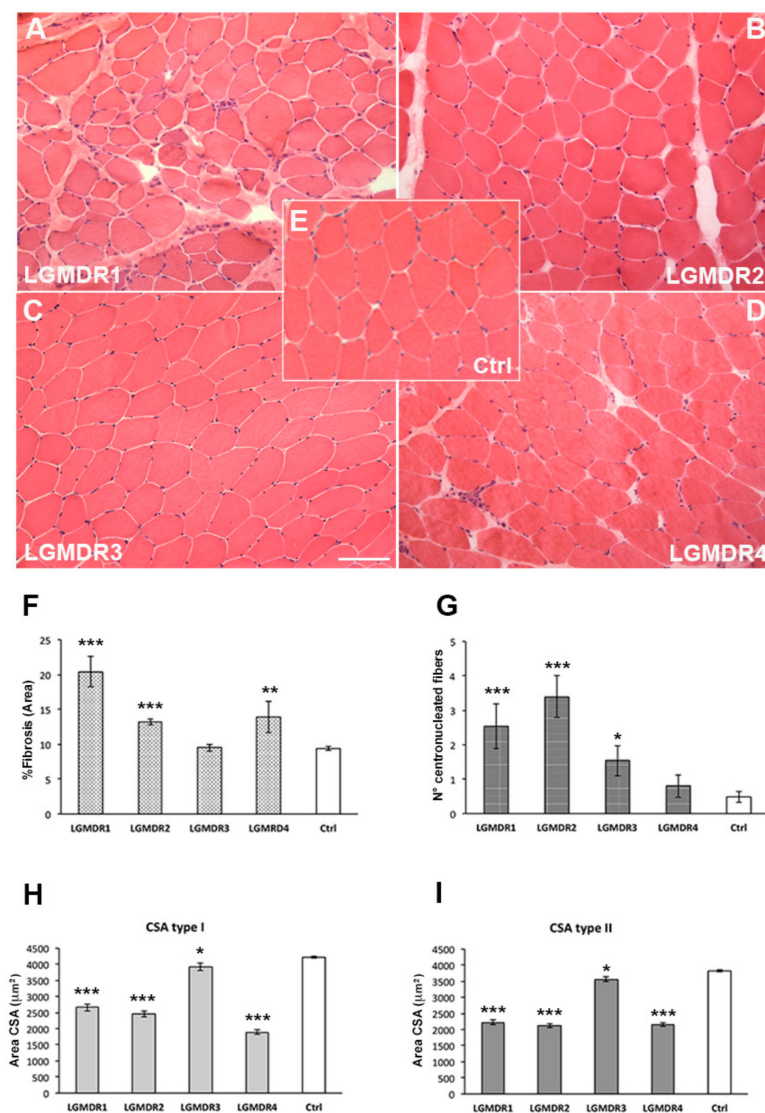 A
B
E
LGMDR1
LGMDR2
C
D
Ctrl
LGMDR3
LGMDR4
F
***
***
**
%Fibrosis (Area)
25
20
15
10
5
0
LGMDR1 LGMDR2 LGMDR3 LGMRD4 Ctrl
G
***
***
*
N° centronucleated fibers
5
4
3
2
1
0
LGMDR1 LGMDR2 LGMDR3 LGMDR4 Ctrl
H
CSA type I
***
***
*
***
Area CSA (µm²)
4500
4000
3500
3000
2500
2000
1500
1000
500
0
LGMDR1 LGMDR2 LGMDR3 LGMDR4 Ctrl
I
CSA type II
***
***
*
***
Area CSA (µm²)
4500
4000
3500
3000
2500
2000
1500
1000
500
0
LGMDR1 LGMDR2 LGMDR3 LGMDR4 Ctrl